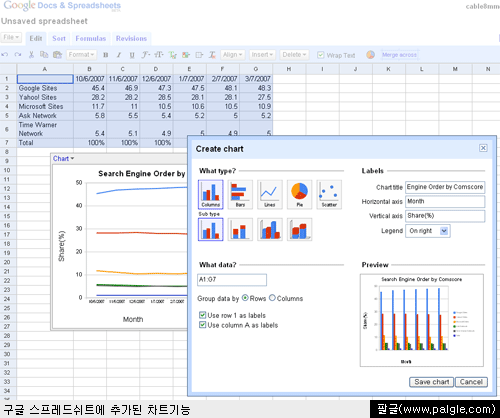 Google Docs & Spreadsheets
Unsaved spreadsheet
File
Edit
Sort
Formulas
Revisions
Format
Align
Insert
Delete
Wrap Text
Merge across
A B C D E F G H I J K L M N
1 10/6/2007 11/6/2007 12/6/2007 1/7/2007 2/7/2007 3/7/2007
2 Google Sites 45.4 46.9 47.3 47.5 48.1 48.3
3 Yahoo! Sites 28.2 28.2 28.5 28.1 28.1 27.5
4 Microsoft Sites 11.7 11 10.5 10.6 10.5 10.9
5 Ask Network 5.8 5.5 5.4 5.2 5 5.2
6 Time Warner
Network 5.4 5.1 4.9 5 4.9 5
7 Total 100% 100%
Chart
Search Engine Order by
50
40
30
20
10
0
Share(%)
Month
Create chart
What type?
Columns
Bars
Lines
Pie
Scatter
Sub type
What data?
A1:G7
Group data by Rows Columns
Use row 1 as labels
Use column A as labels
Labels
Chart title Engine Order by Comscore
Horizontal axis Month
Vertical axis Share(%)
Legend On right
Preview
Search Engine Order by Comscore
Share(%)
Month
Save chart
Cancel
구글 스프레드쉬트에 추가된 차트기능
팔글(www.palgle.com)